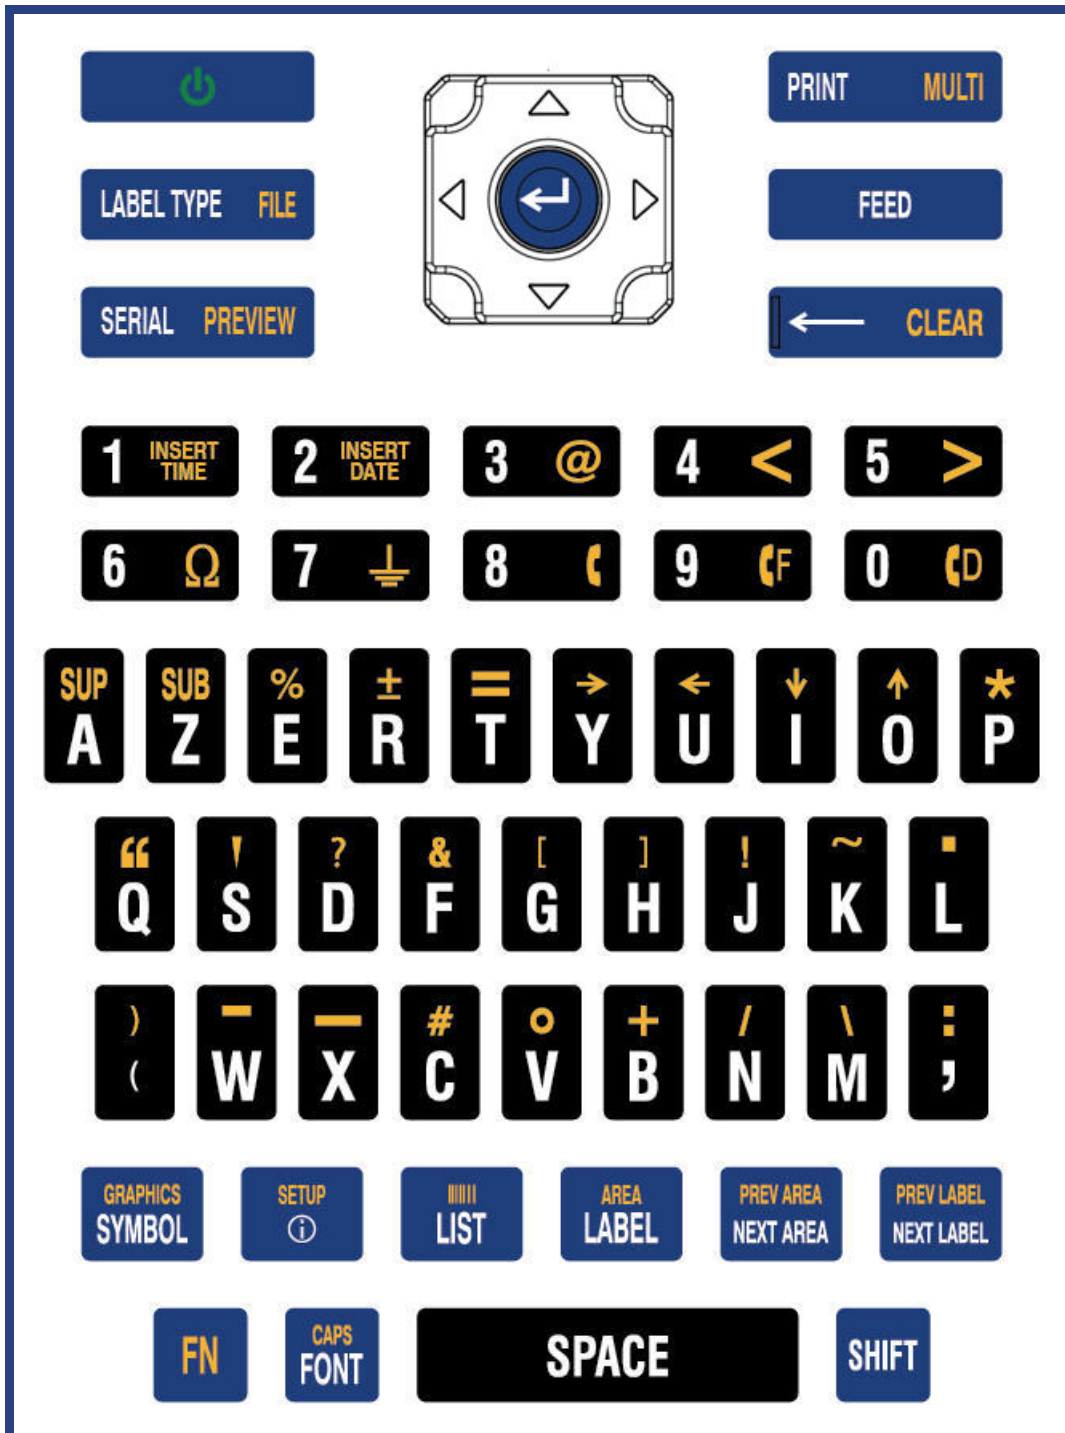 PRINT MULTI
LABEL TYPE FILE
FEED
SERIAL PREVIEW
← CLEAR
1 INSERT TIME 2 INSERT DATE 3 @ 4 < 5 >
6 Ω 7 ⏚ 8 9 F 0 D
SUP SUB % ± = → ← ↓ ↑ *
A Z E R T Y U I O P
“ ' ? & [ ] ! ~ .
Q S D F G H J K L
) - — # ° + / \ :
( W X C V B N M ,
GRAPHICS SETUP AREA PREV AREA PREV LABEL
SYMBOL ⓘ LIST LABEL NEXT AREA NEXT LABEL
CAPS
FN FONT SPACE SHIFT